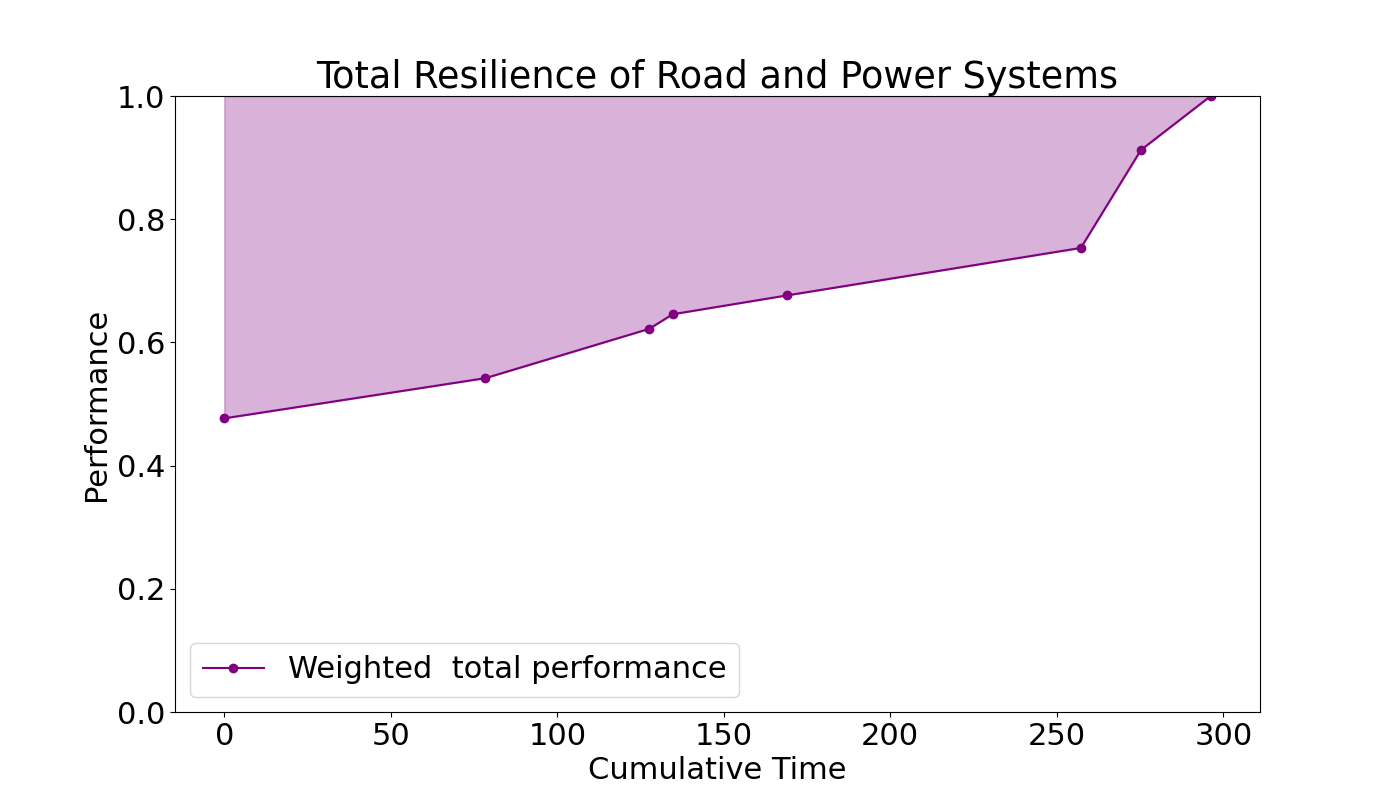 Total Resilience of Road and Power Systems
1.0
0.8
0.6
0.4
0.2
0.0
Performance
Weighted  total performance
0 50 100 150 200 250 300
Cumulative Time